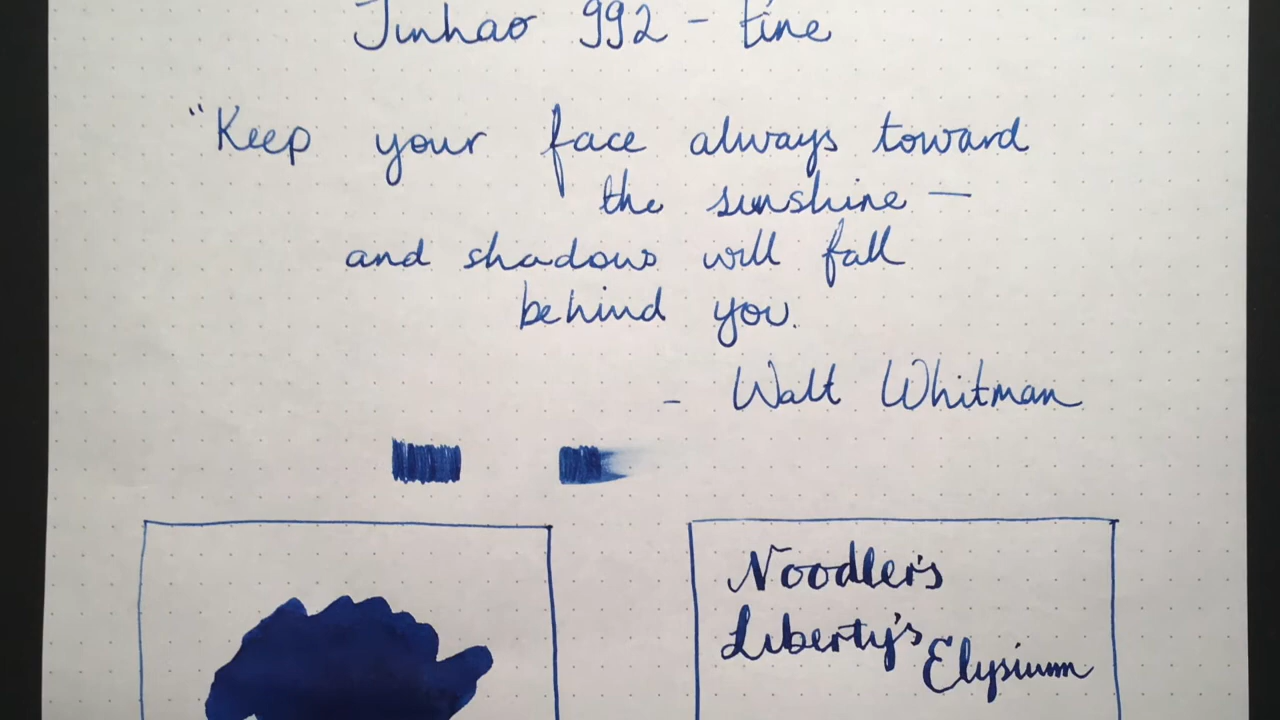 Jinhao 992 - Fine
"Keep your face always toward
the sunshine —
and shadows will fall
behind you.
- Walt Whitman
Noodler's
Liberty's
Elysium